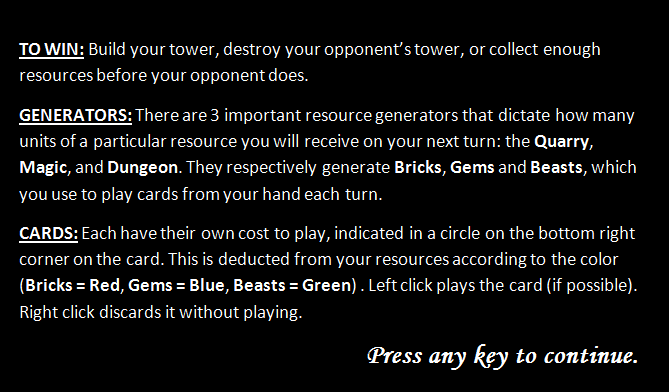 TO WIN: Build your tower, destroy your opponent's tower, or collect enough
resources before your opponent does.
GENERATORS: There are 3 important resource generators that dictate how many
units of a particular resource you will receive on your next turn: the Quarry,
Magic, and Dungeon. They respectively generate Bricks, Gems and Beasts, which
you use to play cards from your hand each turn.
CARDS: Each have their own cost to play, indicated in a circle on the bottom right
corner on the card. This is deducted from your resources according to the color
(Bricks = Red, Gems = Blue, Beasts = Green) . Left click plays the card (if possible).
Right click discards it without playing.
Press any key to continue.